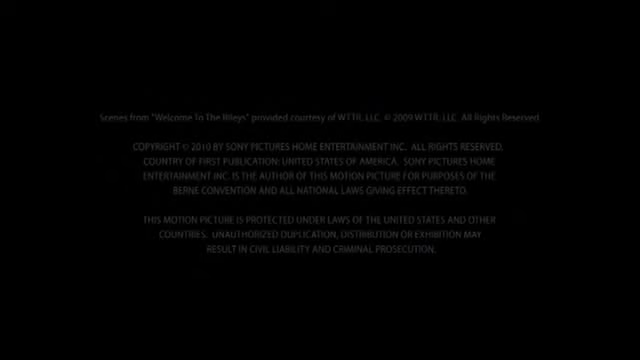 Scenes from "Welcome To The Rileys" provided courtesy of WTTR, LLC. © 2009 WTTR, LLC. All Rights Reserved.
COPYRIGHT © 2010 BY SONY PICTURES HOME ENTERTAINMENT INC. ALL RIGHTS RESERVED.
COUNTRY OF FIRST PUBLICATION: UNITED STATES OF AMERICA. SONY PICTURES HOME
ENTERTAINMENT INC. IS THE AUTHOR OF THIS MOTION PICTURE FOR PURPOSES OF THE
BERNE CONVENTION AND ALL NATIONAL LAWS GIVING EFFECT THERETO.
THIS MOTION PICTURE IS PROTECTED UNDER LAWS OF THE UNITED STATES AND OTHER
COUNTRIES. UNAUTHORIZED DUPLICATION, DISTRIBUTION OR EXHIBITION MAY
RESULT IN CIVIL LIABILITY AND CRIMINAL PROSECUTION.